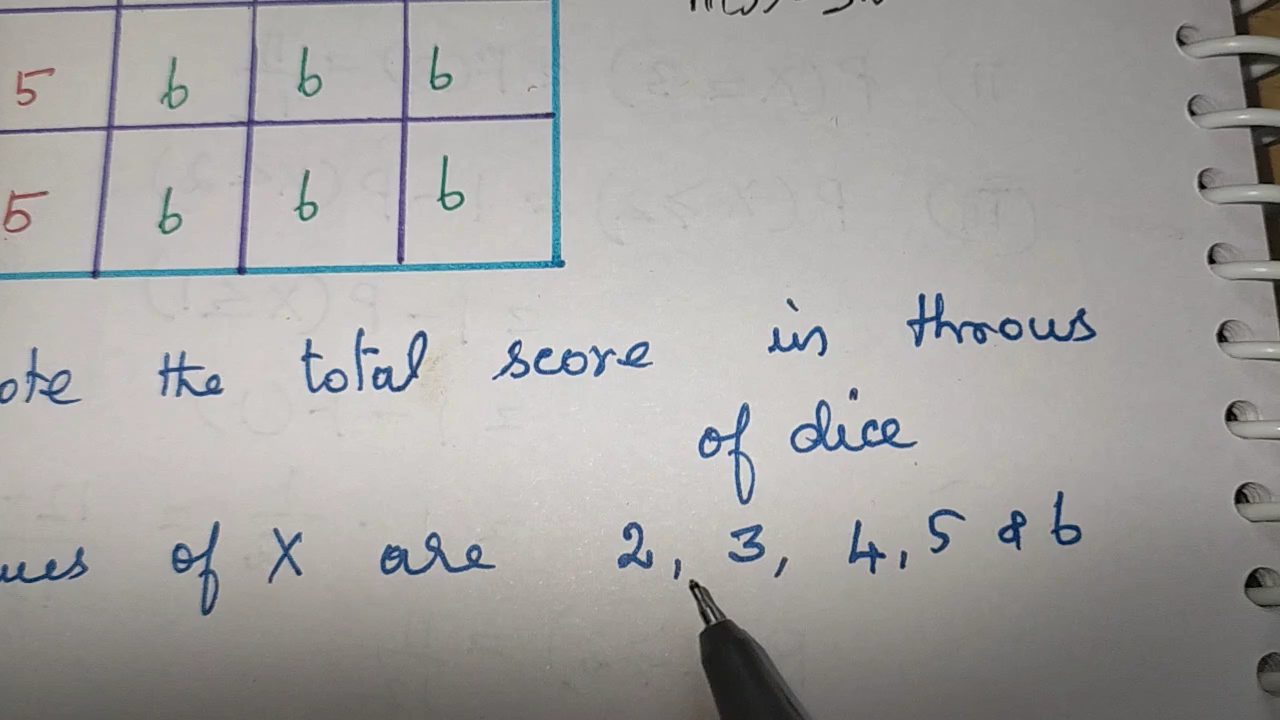 5 6 6 6
5 6 6 6
ote the total score in throws
of dice
ues of X are 2, 3, 4, 5 & 6